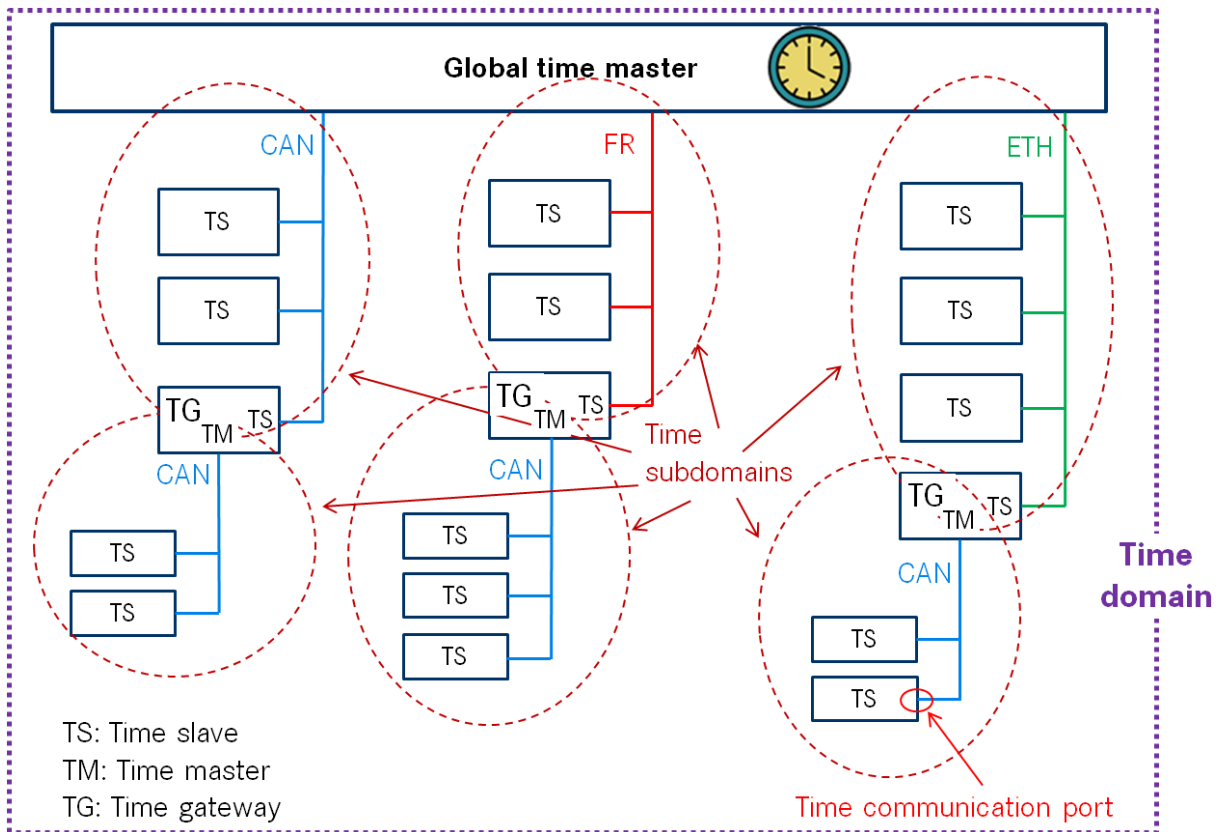 Global time master
CAN
FR
ETH
TS
TS
TS
TS
TS
TS
TS
TG
TM
TS
TG
TM
TS
TG
TM
TS
Time
subdomains
CAN
CAN
CAN
TS
TS
TS
TS
TS
TS
TS
Time
domain
TS: Time slave
TM: Time master
TG: Time gateway
Time communication port